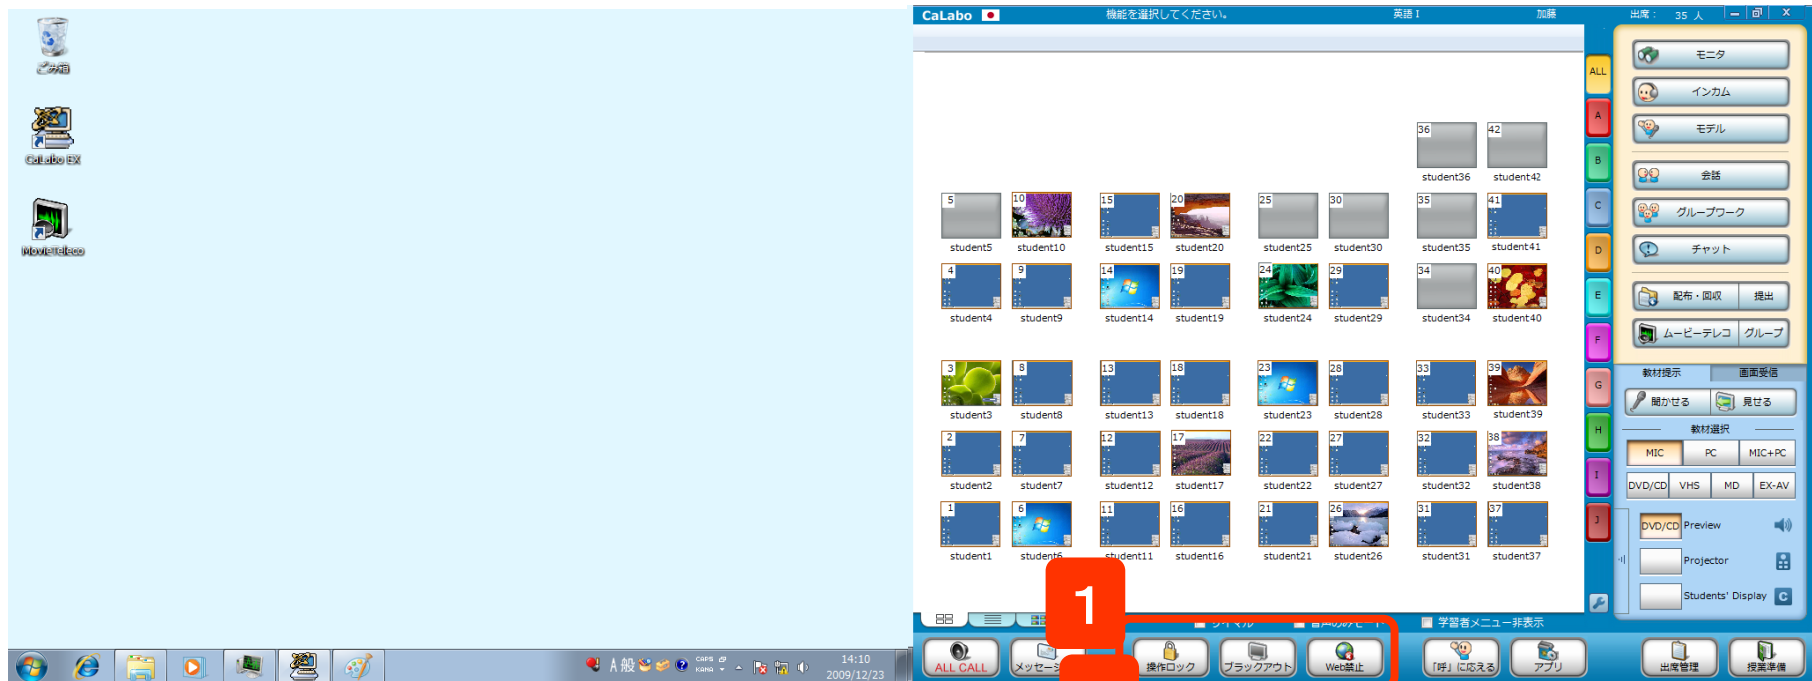 ごみ箱
CaLabo EX
MovieTeleco
A 般
CAPS
KANA
14:10
2009/12/23
CaLabo
機能を選択してください。
英語 I
加藤
出席: 35 人
36
42
student36
student42
5
10
15
20
25
30
35
41
student5
student10
student15
student20
student25
student30
student35
student41
4
9
14
19
24
29
34
40
student4
student9
student14
student19
student24
student29
student34
student40
3
8
13
18
23
28
33
39
student3
student8
student13
student18
student23
student28
student33
student39
2
7
12
17
22
27
32
38
student2
student7
student12
student17
student22
student27
student32
student38
1
6
11
16
21
26
31
37
student1
student6
student11
student16
student21
student26
student31
student37
ALL
A
B
C
D
E
F
G
H
I
J
モニタ
インカム
モデル
会話
グループワーク
チャット
配布・回収
提出
ムービーテレコ
グループ
教材提示
画面受信
聞かせる
見せる
教材選択
MIC
PC
MIC+PC
DVD/CD
VHS
MD
EX-AV
DVD/CD
Preview
Projector
Students' Display
C
1
学習者メニュー非表示
ALL CALL
メッセー
操作ロック
ブラックアウト
Web禁止
「呼」に応える
アプリ
出席管理
授業準備